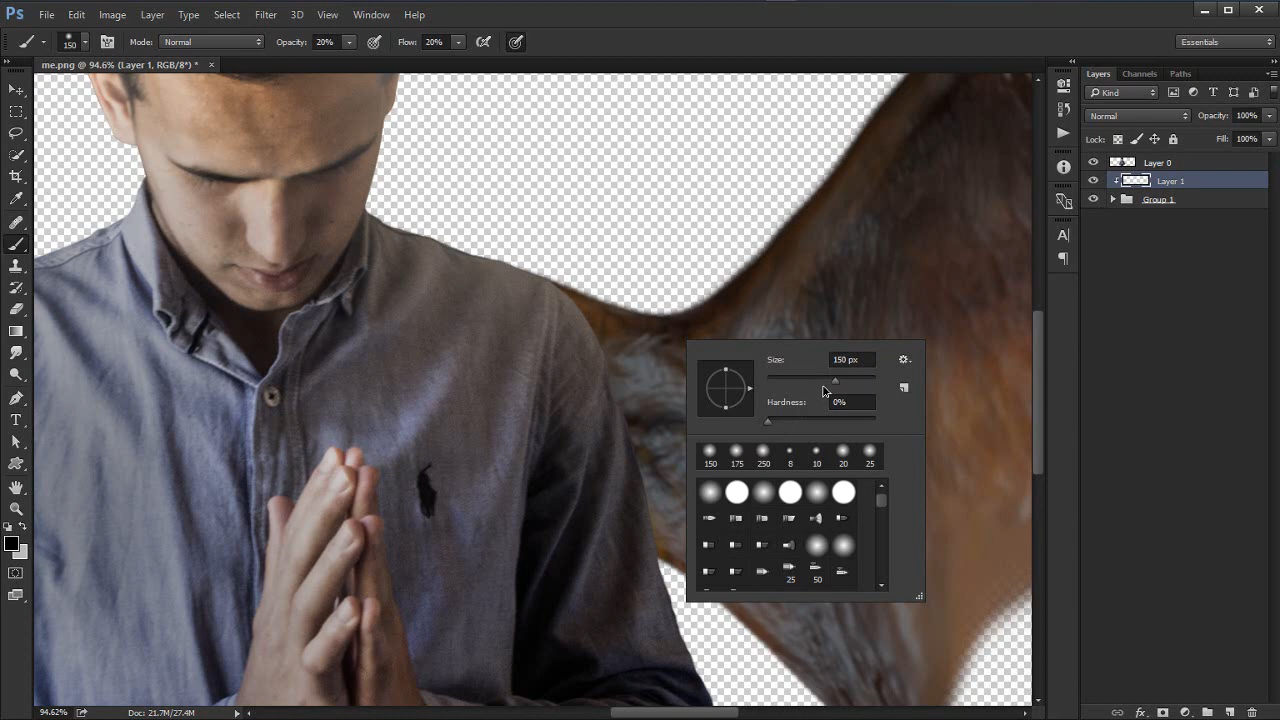 Ps File Edit Image Layer Type Select Filter 3D View Window Help
150 Mode: Normal Opacity: 20% Flow: 20% Essentials
me.png @ 94.6% (Layer 1, RGB/8*) * ×
Layers Channels Paths
Kind T
Normal Opacity: 100%
Lock: Fill: 100%
Layer 0
Layer 1
Group 1
A
T
Size: 150 px
Hardness: 0%
150 175 250 8 10 20 25
25 50
94.62% Doc: 21.7M/27.4M
fx